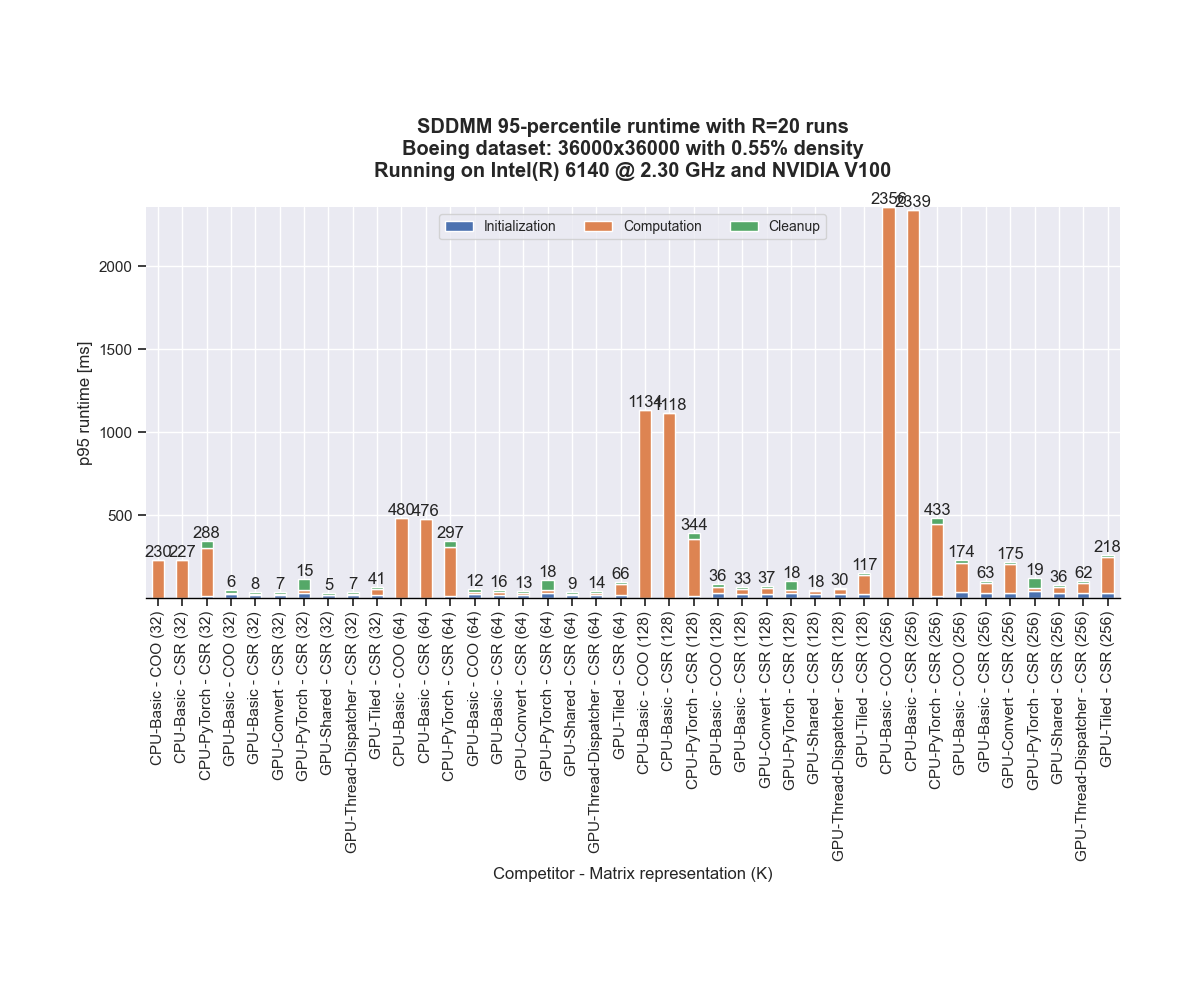 SDDMM 95-percentile runtime with R=20 runs
Boeing dataset: 36000x36000 with 0.55% density
Running on Intel(R) 6140 @ 2.30 GHz and NVIDIA V100
Initialization Computation Cleanup
p95 runtime [ms]
2000
1500
1000
500
230 227 288 6 8 7 15 5 7 41 480 476 297 12 16 13 18 9 14 66 1134 1118 344 36 33 37 18 18 30 117 2356 2339 433 174 63 175 19 36 62 218
CPU-Basic - COO (32)
CPU-Basic - CSR (32)
CPU-PyTorch - CSR (32)
GPU-Basic - COO (32)
GPU-Basic - CSR (32)
GPU-Convert - CSR (32)
GPU-PyTorch - CSR (32)
GPU-Shared - CSR (32)
GPU-Thread-Dispatcher - CSR (32)
GPU-Tiled - CSR (32)
CPU-Basic - COO (64)
CPU-Basic - CSR (64)
CPU-PyTorch - CSR (64)
GPU-Basic - COO (64)
GPU-Basic - CSR (64)
GPU-Convert - CSR (64)
GPU-PyTorch - CSR (64)
GPU-Shared - CSR (64)
GPU-Thread-Dispatcher - CSR (64)
GPU-Tiled - CSR (64)
CPU-Basic - COO (128)
CPU-Basic - CSR (128)
CPU-PyTorch - CSR (128)
GPU-Basic - COO (128)
GPU-Basic - CSR (128)
GPU-Convert - CSR (128)
GPU-PyTorch - CSR (128)
GPU-Shared - CSR (128)
GPU-Thread-Dispatcher - CSR (128)
GPU-Tiled - CSR (128)
CPU-Basic - COO (256)
CPU-Basic - CSR (256)
CPU-PyTorch - CSR (256)
GPU-Basic - COO (256)
GPU-Basic - CSR (256)
GPU-Convert - CSR (256)
GPU-PyTorch - CSR (256)
GPU-Shared - CSR (256)
GPU-Thread-Dispatcher - CSR (256)
GPU-Tiled - CSR (256)
Competitor - Matrix representation (K)